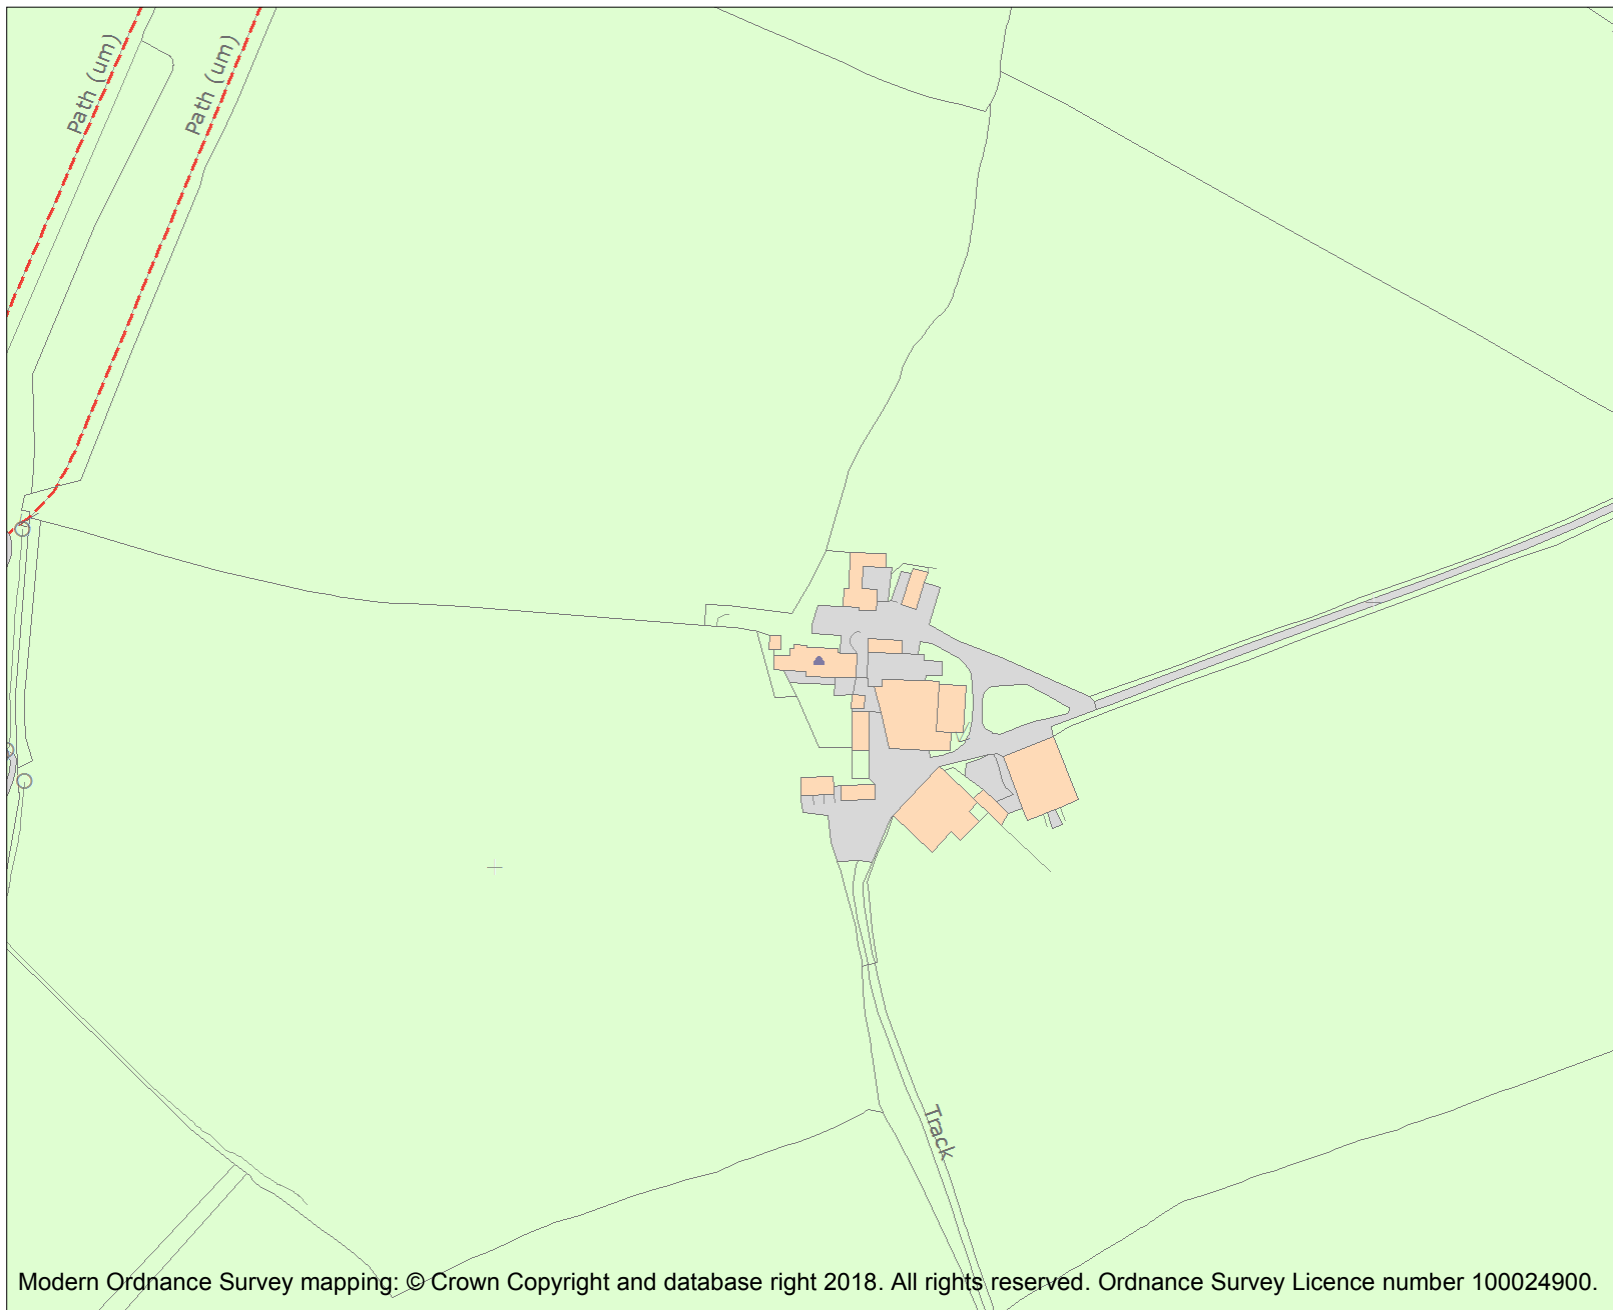 Path (um)
Path (um)
Track
Modern Ordnance Survey mapping: © Crown Copyright and database right 2018. All rights reserved. Ordnance Survey Licence number 100024900.